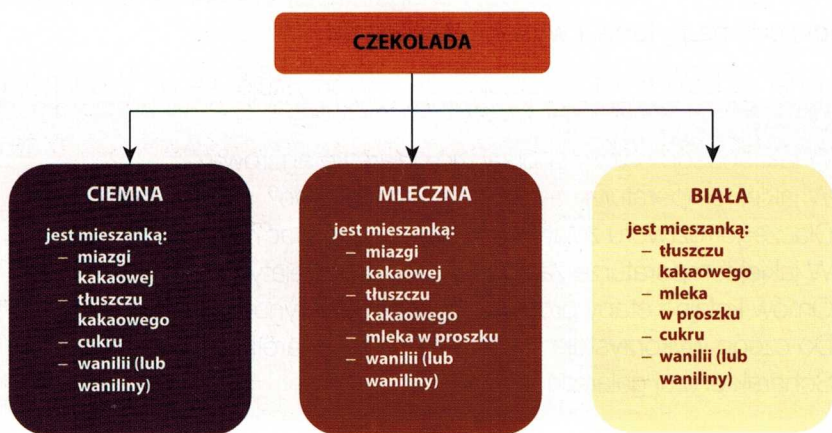 CZEKOLADA
CIEMNA
jest mieszanką:
– miazgi
kakaowej
– tłuszczu
kakaowego
– cukru
– wanilii (lub
waniliny)
MLECZNA
jest mieszanką:
– miazgi
kakaowej
– tłuszczu
kakaowego
– mleka w proszku
– wanilii (lub
waniliny)
BIAŁA
jest mieszanką:
– tłuszczu
kakaowego
– mleka
w proszku
– cukru
– wanilii (lub
waniliny)